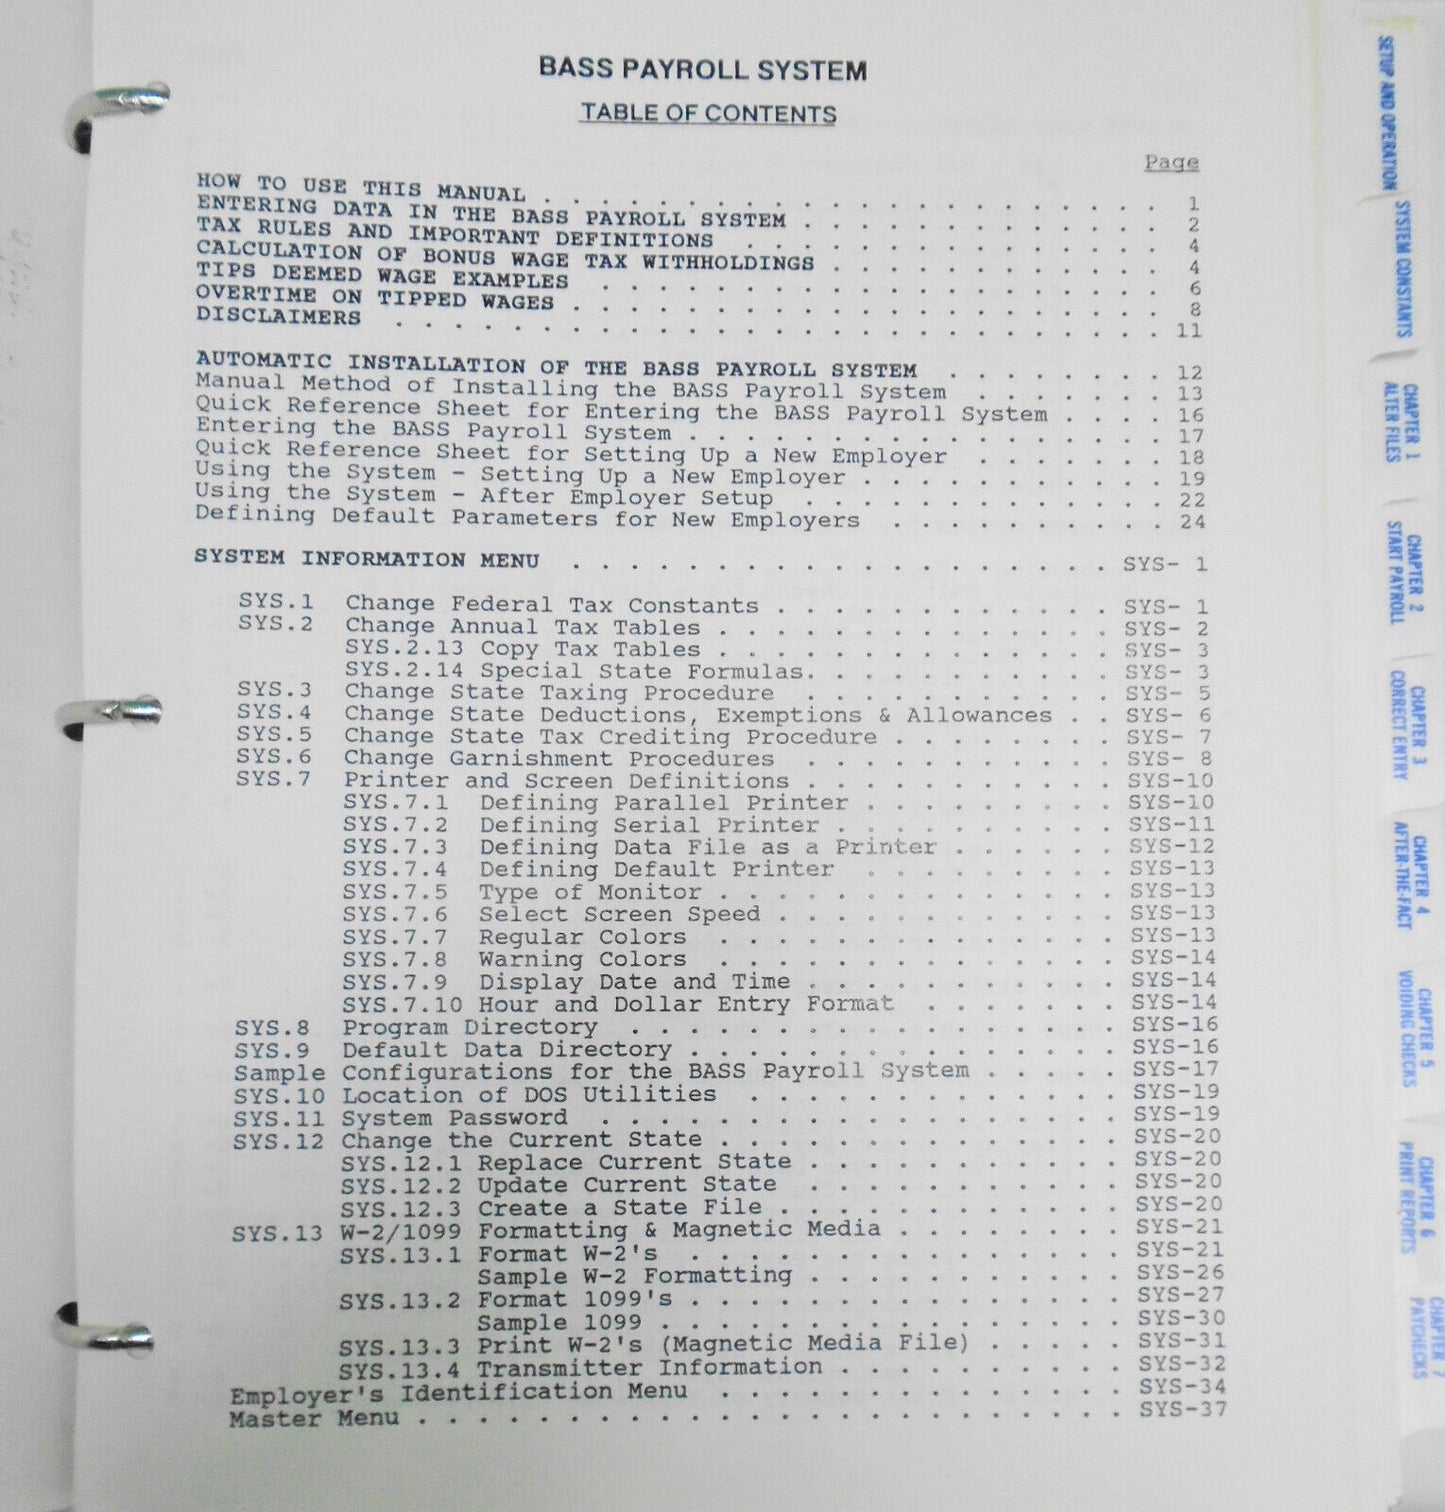 BASS PAYROLL SYSTEM
TABLE OF CONTENTS
Page
HOW TO USE THIS MANUAL . . . . . . . . . . . . . . . . . . . . . . 1
ENTERING DATA IN THE BASS PAYROLL SYSTEM . . . . . . . . . . . . . 2
TAX RULES AND IMPORTANT DEFINITIONS . . . . . . . . . . . . . . . 4
CALCULATION OF BONUS WAGE TAX WITHHOLDINGS . . . . . . . . . . . . 4
TIPS DEEMED WAGE EXAMPLES . . . . . . . . . . . . . . . . . . . . 6
OVERTIME ON TIPPED WAGES . . . . . . . . . . . . . . . . . . . . . 8
DISCLAIMERS . . . . . . . . . . . . . . . . . . . . . . . . . . . 11
AUTOMATIC INSTALLATION OF THE BASS PAYROLL SYSTEM . . . . . . . . 12
Manual Method of Installing the BASS Payroll System . . . . . . . 13
Quick Reference Sheet for Entering the BASS Payroll System . . . . 16
Entering the BASS Payroll System . . . . . . . . . . . . . . . . . 17
Quick Reference Sheet for Setting Up a New Employer . . . . . . . 18
Using the System - Setting Up a New Employer . . . . . . . . . . . 19
Using the System - After Employer Setup . . . . . . . . . . . . . 22
Defining Default Parameters for New Employers . . . . . . . . . . 24
SYSTEM INFORMATION MENU . . . . . . . . . . . . . . . . . . . SYS- 1
SYS.1 Change Federal Tax Constants . . . . . . . . . . . . SYS- 1
SYS.2 Change Annual Tax Tables . . . . . . . . . . . . . . SYS- 2
SYS.2.13 Copy Tax Tables . . . . . . . . . . . . . . SYS- 3
SYS.2.14 Special State Formulas. . . . . . . . . . . SYS- 3
SYS.3 Change State Taxing Procedure . . . . . . . . . . . SYS- 5
SYS.4 Change State Deductions, Exemptions & Allowances . . SYS- 6
SYS.5 Change State Tax Crediting Procedure . . . . . . . . SYS- 7
SYS.6 Change Garnishment Procedures . . . . . . . . . . . SYS- 8
SYS.7 Printer and Screen Definitions . . . . . . . . . . . SYS-10
SYS.7.1 Defining Parallel Printer . . . . . . . . . SYS-10
SYS.7.2 Defining Serial Printer . . . . . . . . . . SYS-11
SYS.7.3 Defining Data File as a Printer . . . . . . SYS-12
SYS.7.4 Defining Default Printer . . . . . . . . . SYS-13
SYS.7.5 Type of Monitor . . . . . . . . . . . . . . SYS-13
SYS.7.6 Select Screen Speed . . . . . . . . . . . . SYS-13
SYS.7.7 Regular Colors . . . . . . . . . . . . . . SYS-13
SYS.7.8 Warning Colors . . . . . . . . . . . . . . SYS-14
SYS.7.9 Display Date and Time . . . . . . . . . . . SYS-14
SYS.7.10 Hour and Dollar Entry Format . . . . . . . SYS-14
SYS.8 Program Directory . . . . . . . . . . . . . . . . . SYS-16
SYS.9 Default Data Directory . . . . . . . . . . . . . . . SYS-16
Sample Configurations for the BASS Payroll System . . . . . SYS-17
SYS.10 Location of DOS Utilities . . . . . . . . . . . . . . SYS-19
SYS.11 System Password . . . . . . . . . . . . . . . . . . SYS-19
SYS.12 Change the Current State . . . . . . . . . . . . . . SYS-20
SYS.12.1 Replace Current State . . . . . . . . . . . SYS-20
SYS.12.2 Update Current State . . . . . . . . . . . SYS-20
SYS.12.3 Create a State File . . . . . . . . . . . . SYS-20
SYS.13 W-2/1099 Formatting & Magnetic Media . . . . . . . . SYS-21
SYS.13.1 Format W-2's . . . . . . . . . . . . . . . SYS-21
Sample W-2 Formatting . . . . . . . . . . . SYS-26
SYS.13.2 Format 1099's . . . . . . . . . . . . . . . SYS-27
Sample 1099 . . . . . . . . . . . . . . . . SYS-30
SYS.13.3 Print W-2's (Magnetic Media File) . . . . . SYS-31
SYS.13.4 Transmitter Information . . . . . . . . . . SYS-32
Employer's Identification Menu . . . . . . . . . . . . . . SYS-34
Master Menu . . . . . . . . . . . . . . . . . . . . . . . . SYS-37
SETUP AND OPERATION
SYSTEM CONSTANTS
CHAPTER 1
ALTER FILES
CHAPTER 2
START PAYROLL
CHAPTER 3
CORRECT ENTRY
CHAPTER 4
AFTER-THE-FACT
CHAPTER 5
VOIDING CHECKS
CHAPTER 6
PRINT REPORTS
CHAPTER 7
PAYCHECKS